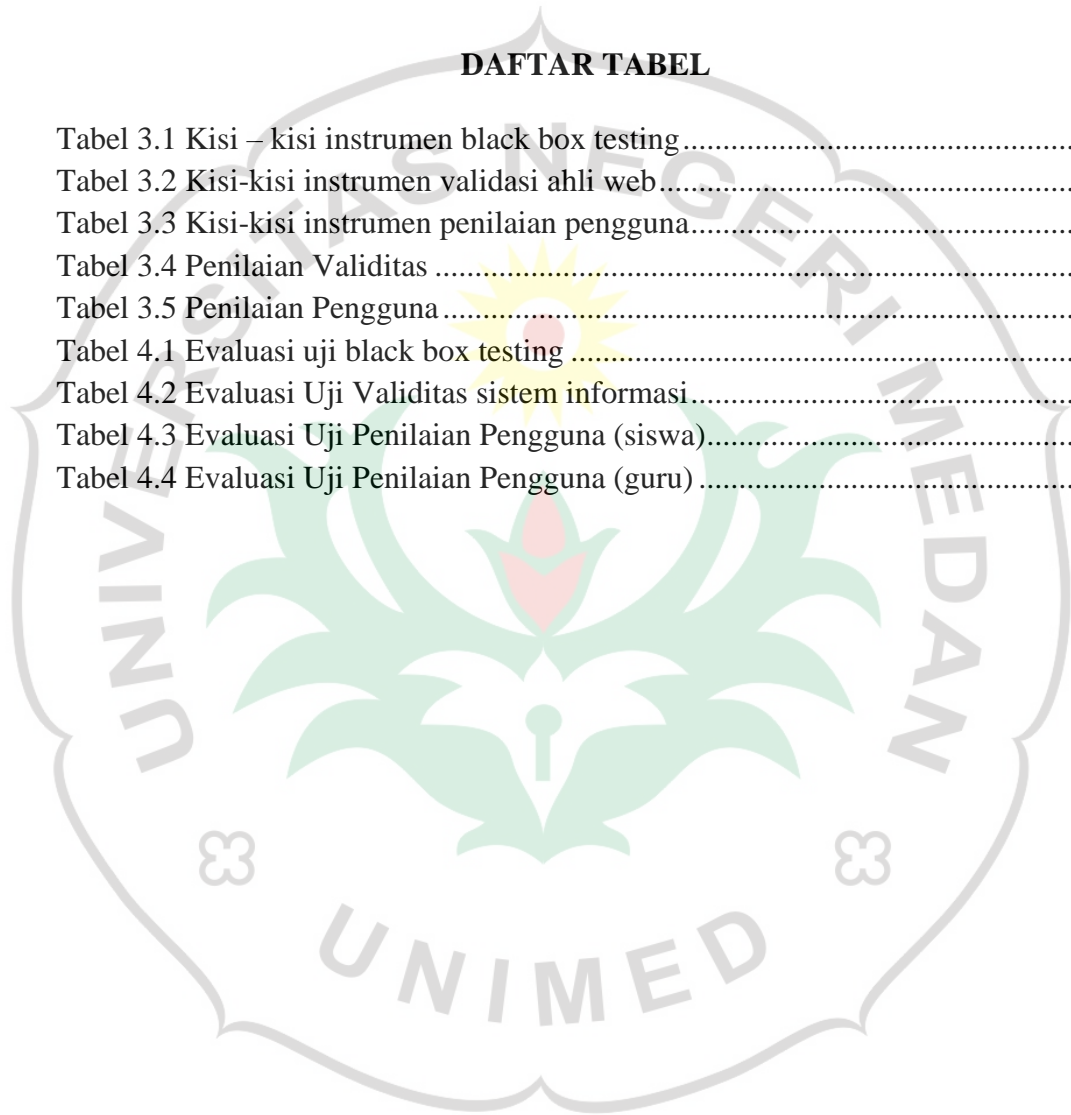 DAFTAR TABEL
Tabel 3.1 Kisi – kisi instrumen black box testing................................................
Tabel 3.2 Kisi-kisi instrumen validasi ahli web...................................................
Tabel 3.3 Kisi-kisi instrumen penilaian pengguna...............................................
Tabel 3.4 Penilaian Validitas ..............................................................................
Tabel 3.5 Penilaian Pengguna.............................................................................
Tabel 4.1 Evaluasi uji black box testing .............................................................
Tabel 4.2 Evaluasi Uji Validitas sistem informasi...............................................
Tabel 4.3 Evaluasi Uji Penilaian Pengguna (siswa).............................................
Tabel 4.4 Evaluasi Uji Penilaian Pengguna (guru) ..............................................
UNIVERSITAS NEGERI MEDAN
UNIMED